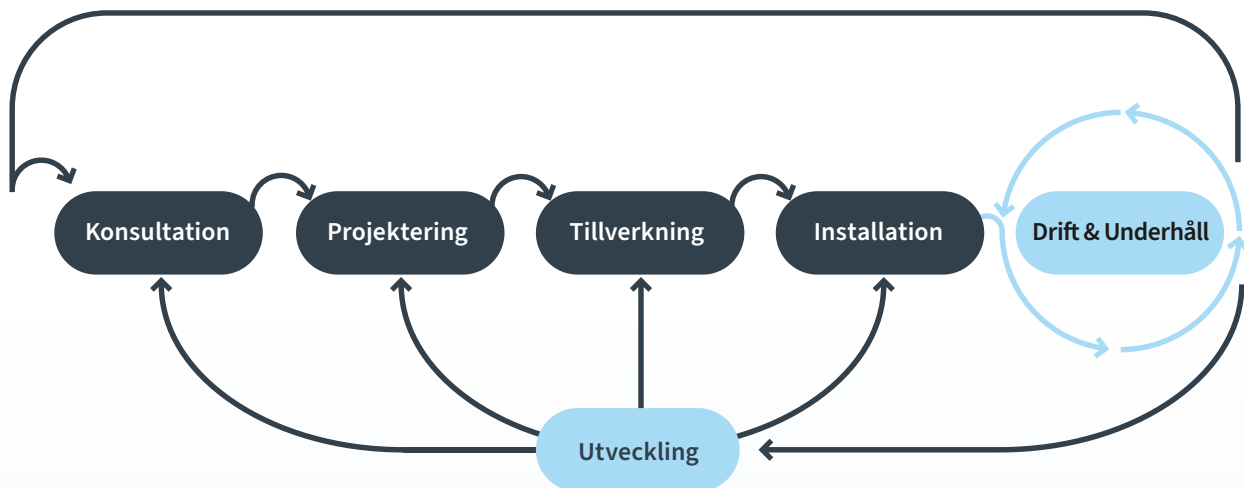 Konsultation
Projektering
Tillverkning
Installation
Drift & Underhåll
Utveckling